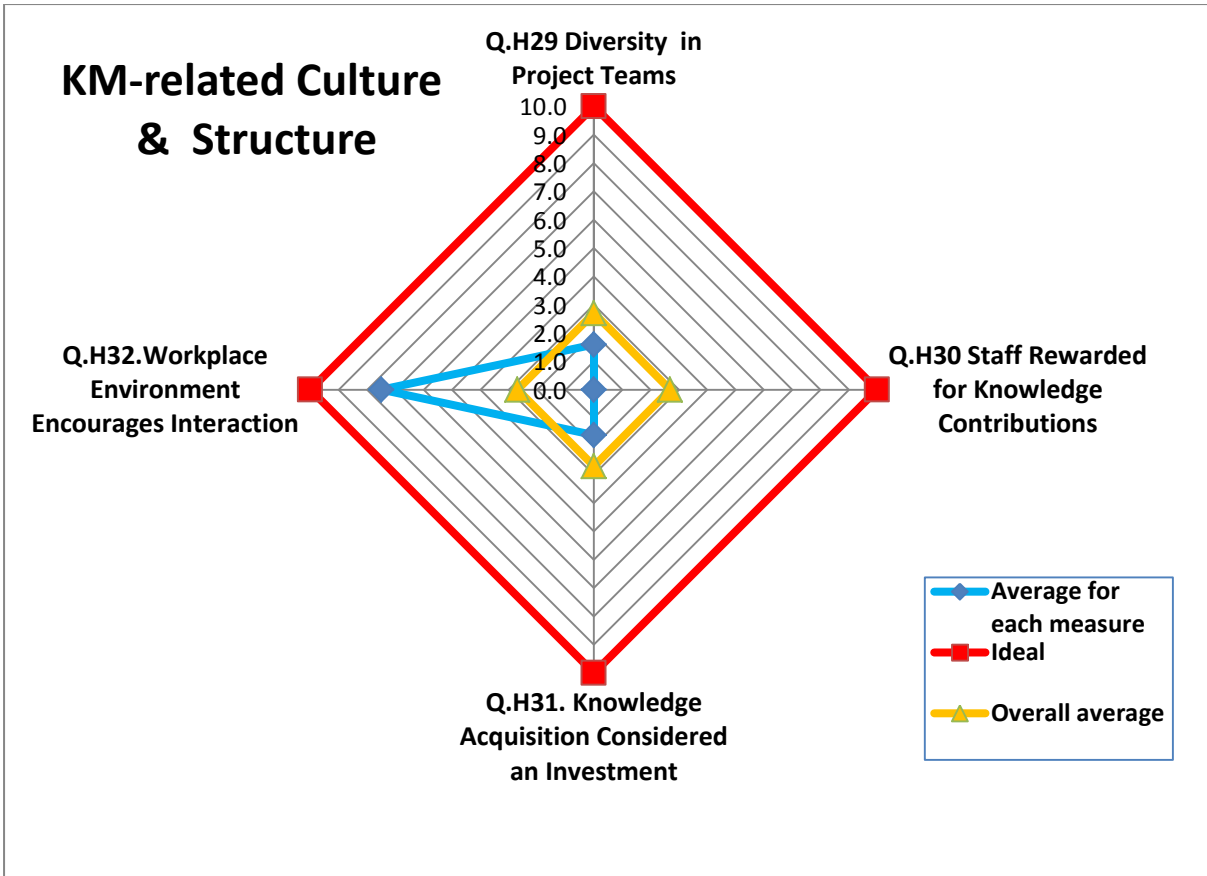 KM-related Culture
& Structure
Q.H29 Diversity in
Project Teams
10.0
9.0
8.0
7.0
6.0
5.0
4.0
3.0
2.0
1.0
0.0
Q.H32.Workplace
Environment
Encourages Interaction
Q.H30 Staff Rewarded
for Knowledge
Contributions
Q.H31. Knowledge
Acquisition Considered
an Investment
Average for
each measure
Ideal
Overall average